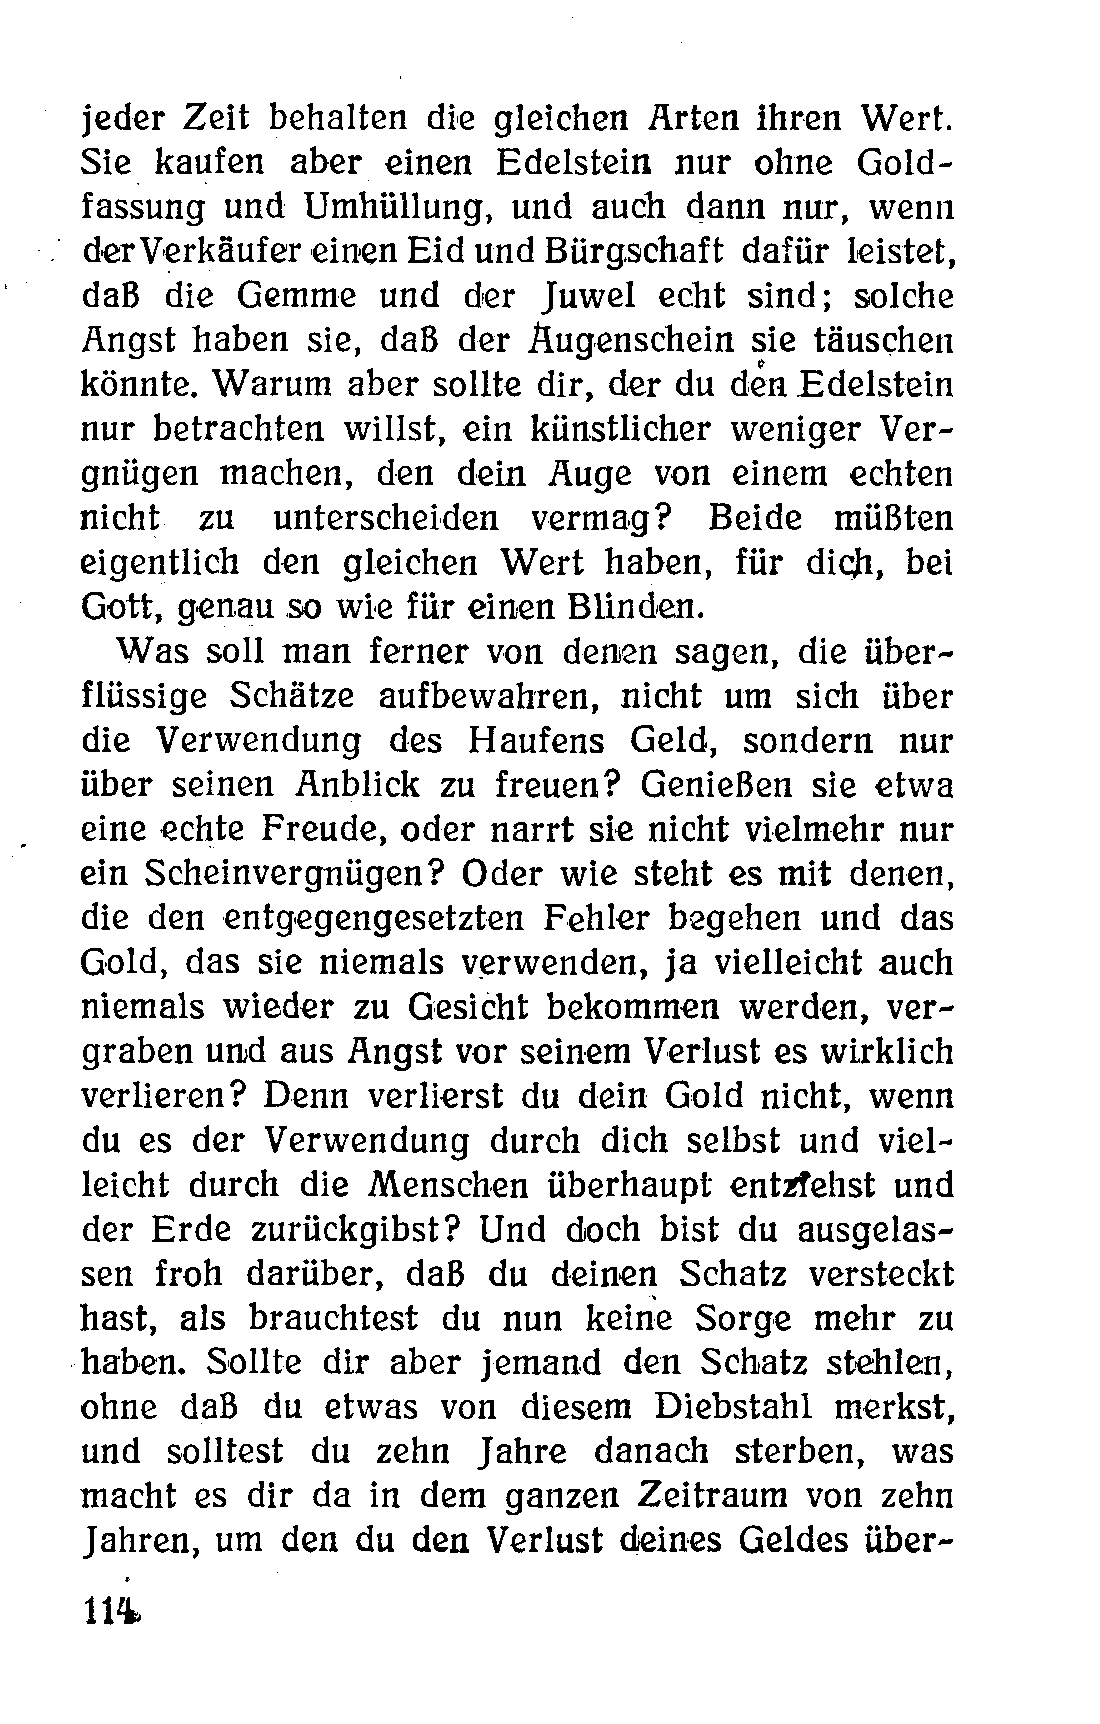 jeder Zeit behalten die gleichen Arten ihren Wert.
Sie kaufen aber einen Edelstein nur ohne Gold-
fassung und Umhüllung, und auch dann nur, wenn
der Verkäufer einen Eid und Bürgschaft dafür leistet,
daß die Gemme und der Juwel echt sind; solche
Angst haben sie, daß der Augenschein sie täuschen
könnte. Warum aber sollte dir, der du den Edelstein
nur betrachten willst, ein künstlicher weniger Ver-
gnügen machen, den dein Auge von einem echten
nicht zu unterscheiden vermag? Beide müßten
eigentlich den gleichen Wert haben, für dich, bei
Gott, genau so wie für einen Blinden.
Was soll man ferner von denen sagen, die über-
flüssige Schätze aufbewahren, nicht um sich über
die Verwendung des Haufens Geld, sondern nur
über seinen Anblick zu freuen? Genießen sie etwa
eine echte Freude, oder narrt sie nicht vielmehr nur
ein Scheinvergnügen? Oder wie steht es mit denen,
die den entgegengesetzten Fehler begehen und das
Gold, das sie niemals verwenden, ja vielleicht auch
niemals wieder zu Gesicht bekommen werden, ver-
graben und aus Angst vor seinem Verlust es wirklich
verlieren? Denn verlierst du dein Gold nicht, wenn
du es der Verwendung durch dich selbst und viel-
leicht durch die Menschen überhaupt entziehst und
der Erde zurückgibst? Und doch bist du ausgelas-
sen froh darüber, daß du deinen Schatz versteckt
hast, als brauchtest du nun keine Sorge mehr zu
haben. Sollte dir aber jemand den Schatz stehlen,
ohne daß du etwas von diesem Diebstahl merkst,
und solltest du zehn Jahre danach sterben, was
macht es dir da in dem ganzen Zeitraum von zehn
Jahren, um den du den Verlust deines Geldes über-
114